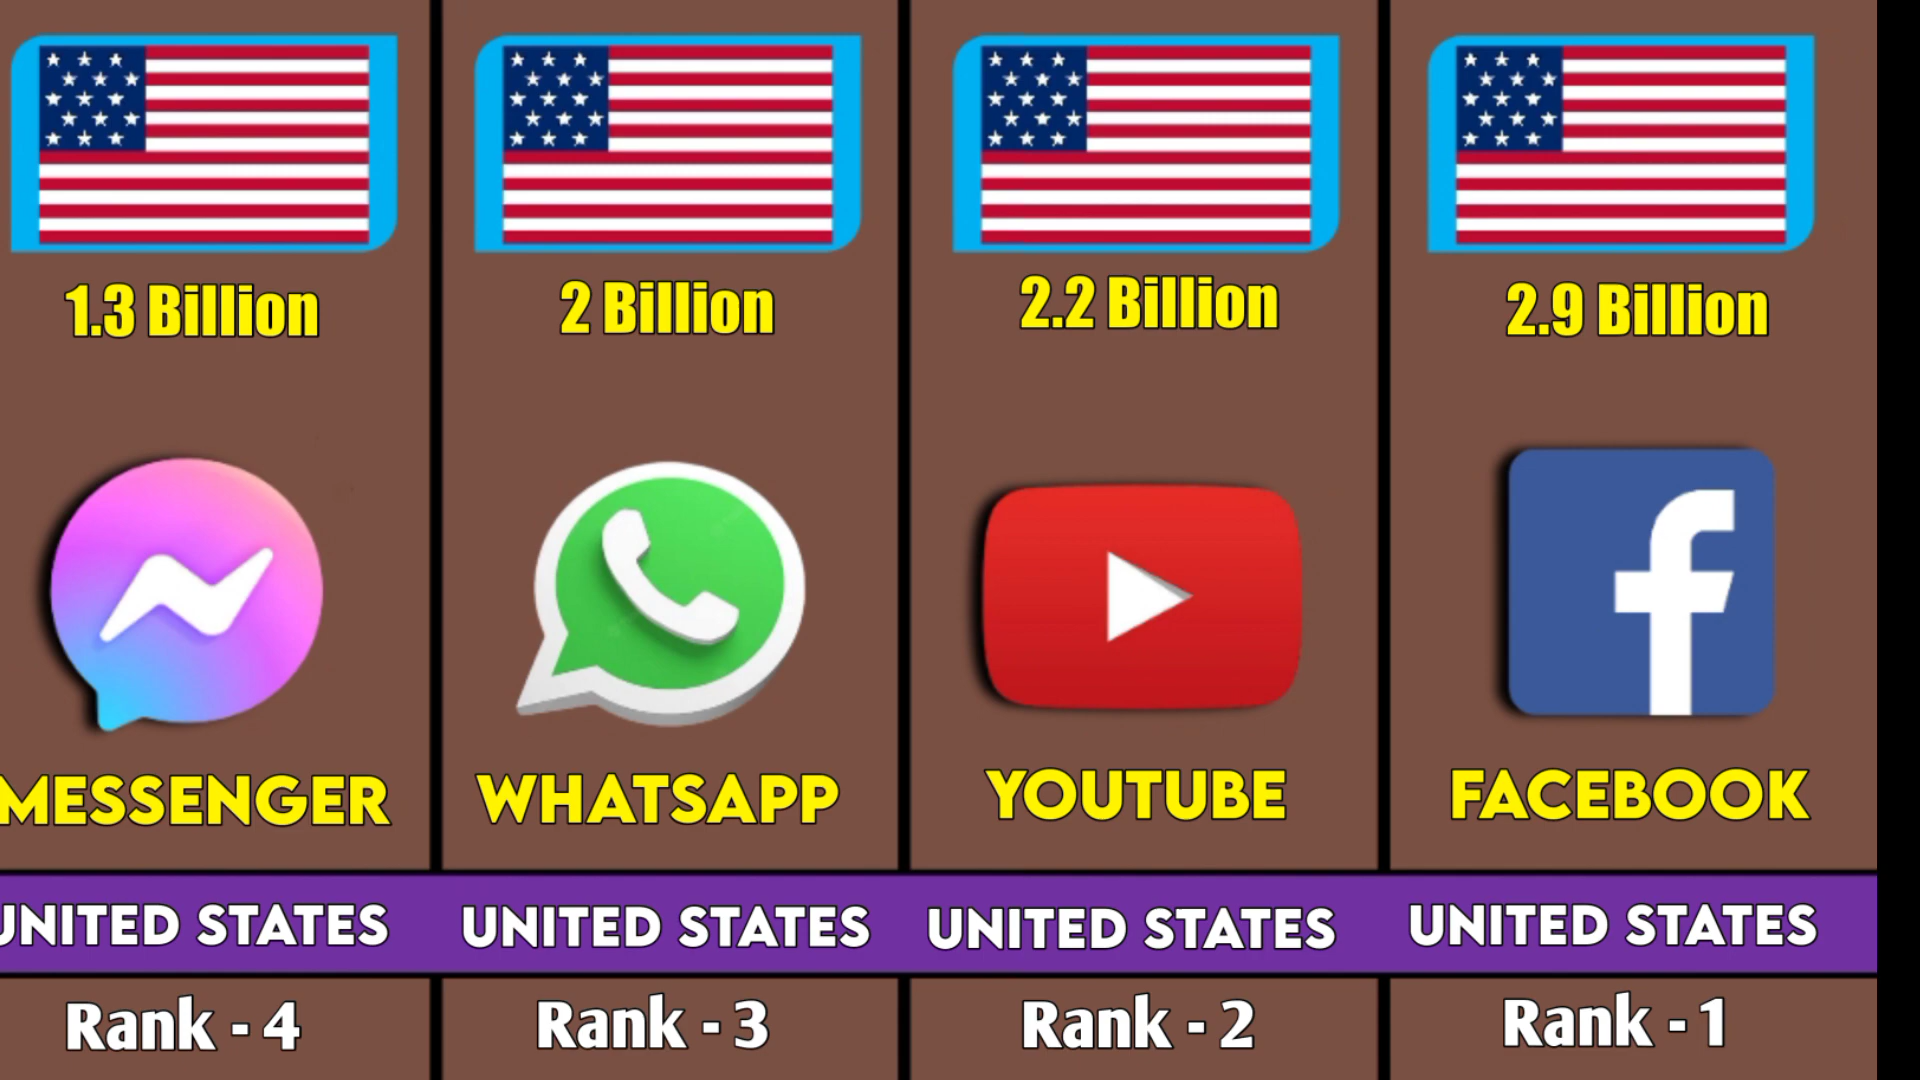 1.3 Billion
2 Billion
2.2 Billion
2.9 Billion
MESSENGER
WHATSAPP
YOUTUBE
FACEBOOK
UNITED STATES
UNITED STATES
UNITED STATES
UNITED STATES
Rank - 4
Rank - 3
Rank - 2
Rank - 1